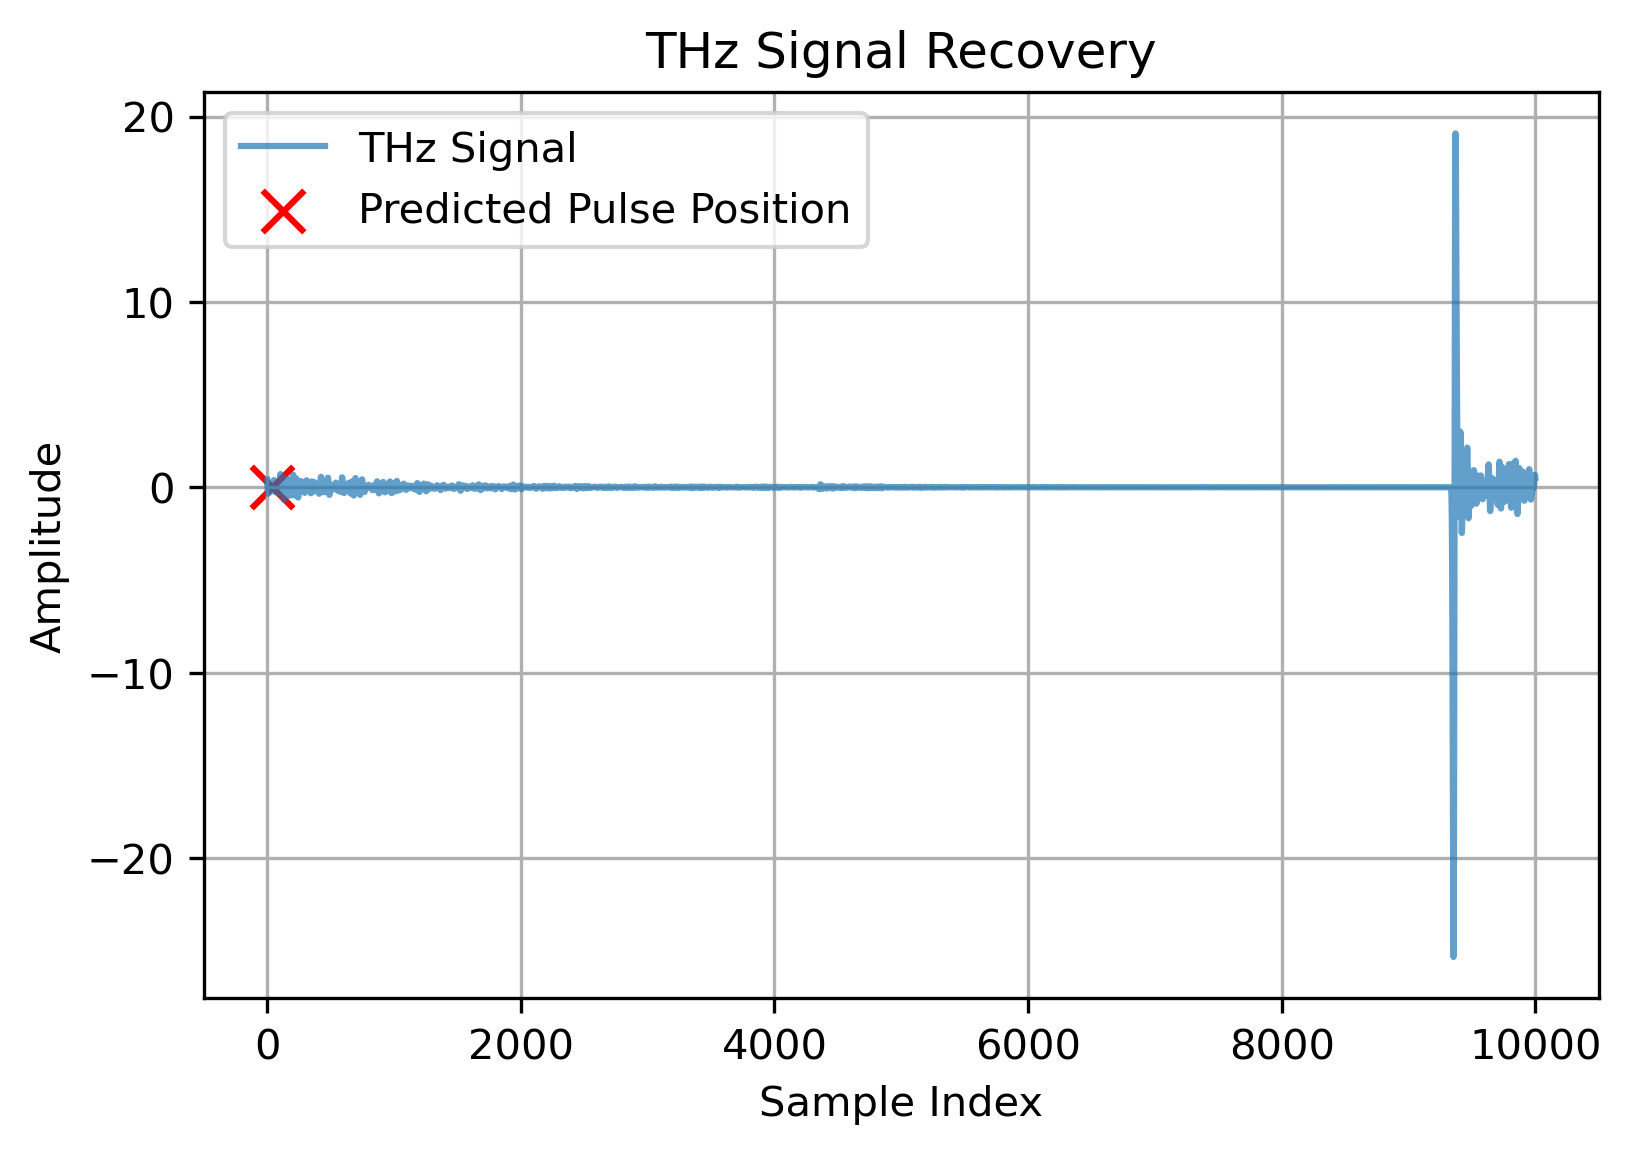 THz Signal Recovery
THz Signal
Predicted Pulse Position
20
10
0
−10
−20
Amplitude
0 2000 4000 6000 8000 10000
Sample Index